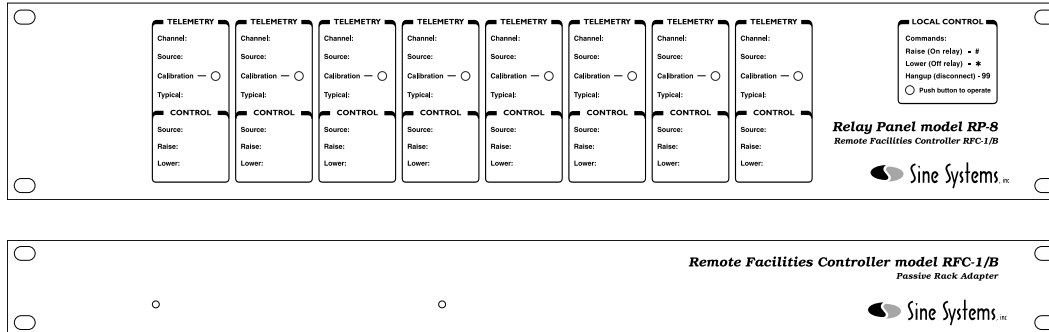 TELEMETRY TELEMETRY TELEMETRY TELEMETRY TELEMETRY TELEMETRY TELEMETRY TELEMETRY LOCAL CONTROL
Channel: Channel: Channel: Channel: Channel: Channel: Channel: Channel: Commands:
Source: Source: Source: Source: Source: Source: Source: Source: Raise (On relay) - #
Lower (Off relay) - *
Calibration — Calibration — Calibration — Calibration — Calibration — Calibration — Calibration — Calibration — Hangup (disconnect) - 99
Typical: Typical: Typical: Typical: Typical: Typical: Typical: Typical: Push button to operate
CONTROL CONTROL CONTROL CONTROL CONTROL CONTROL CONTROL CONTROL
Source: Source: Source: Source: Source: Source: Source: Source: Relay Panel model RP-8
Raise: Raise: Raise: Raise: Raise: Raise: Raise: Raise: Remote Facilities Controller RFC-1/B
Lower: Lower: Lower: Lower: Lower: Lower: Lower: Lower:
Sine Systems, inc
Remote Facilities Controller model RFC-1/B
Passive Rack Adapter
Sine Systems, inc